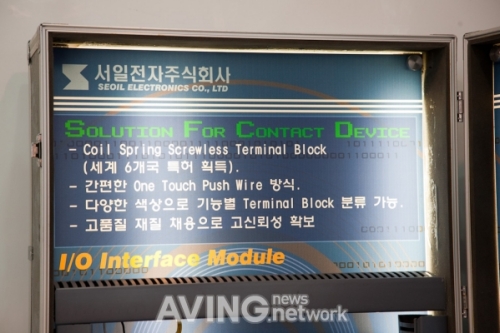 서일전자주식회사
SEOIL ELECTRONICS CO., LTD
SOLUTION FOR CONTACT DEVICE
- Coil Spring Screwless Terminal Block
(세계 6개국 특허 획득).
- 간편한 One Touch Push Wire 방식.
- 다양한 색상으로 기능별 Terminal Block 분류 가능.
- 고품질 재질 채용으로 고신뢰성 확보
I/O Interface Module
AVING news network